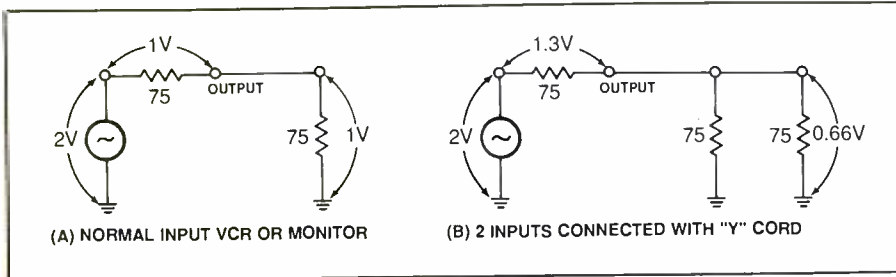 1V
75
OUTPUT
2V
75
1V
(A) NORMAL INPUT VCR OR MONITOR
1.3V
75
OUTPUT
2V
75
75
0.66V
(B) 2 INPUTS CONNECTED WITH "Y" CORD